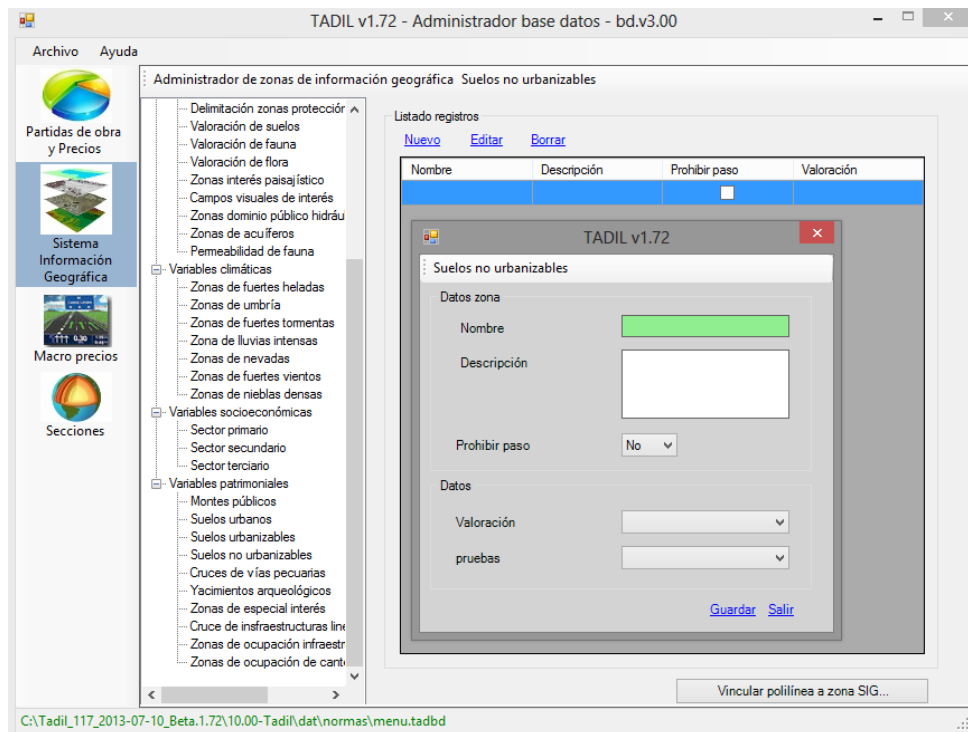 TADIL v1.72 - Administrador base datos - bd.v3.00
Archivo Ayuda
Partidas de obra
y Precios
Sistema
Información
Geográfica
Macro precios
Secciones
Administrador de zonas de información geográfica Suelos no urbanizables
Delimitación zonas protección
Valoración de suelos
Valoración de fauna
Valoración de flora
Zonas interés paisajístico
Campos visuales de interés
Zonas dominio público hidráu
Zonas de acuíferos
Permeabilidad de fauna
Variables climáticas
Zonas de fuertes heladas
Zonas de umbría
Zonas de fuertes tormentas
Zona de lluvias intensas
Zonas de nevadas
Zonas de fuertes vientos
Zonas de nieblas densas
Variables socioeconómicas
Sector primario
Sector secundario
Sector terciario
Variables patrimoniales
Montes públicos
Suelos urbanos
Suelos urbanizables
Suelos no urbanizables
Cruces de vías pecuarias
Yacimientos arqueológicos
Zonas de especial interés
Cruce de insfraestructuras line
Zonas de ocupación infraestr
Zonas de ocupación de cant
Listado registros
Nuevo Editar Borrar
Nombre Descripción Prohibir paso Valoración
TADIL v1.72
Suelos no urbanizables
Datos zona
Nombre
Descripción
Prohibir paso No
Datos
Valoración
pruebas
Guardar Salir
Vincular polilínea a zona SIG...
C:\Tadil_117_2013-07-10_Beta.1.72\10.00-Tadil\dat\normas\menu.tadbd